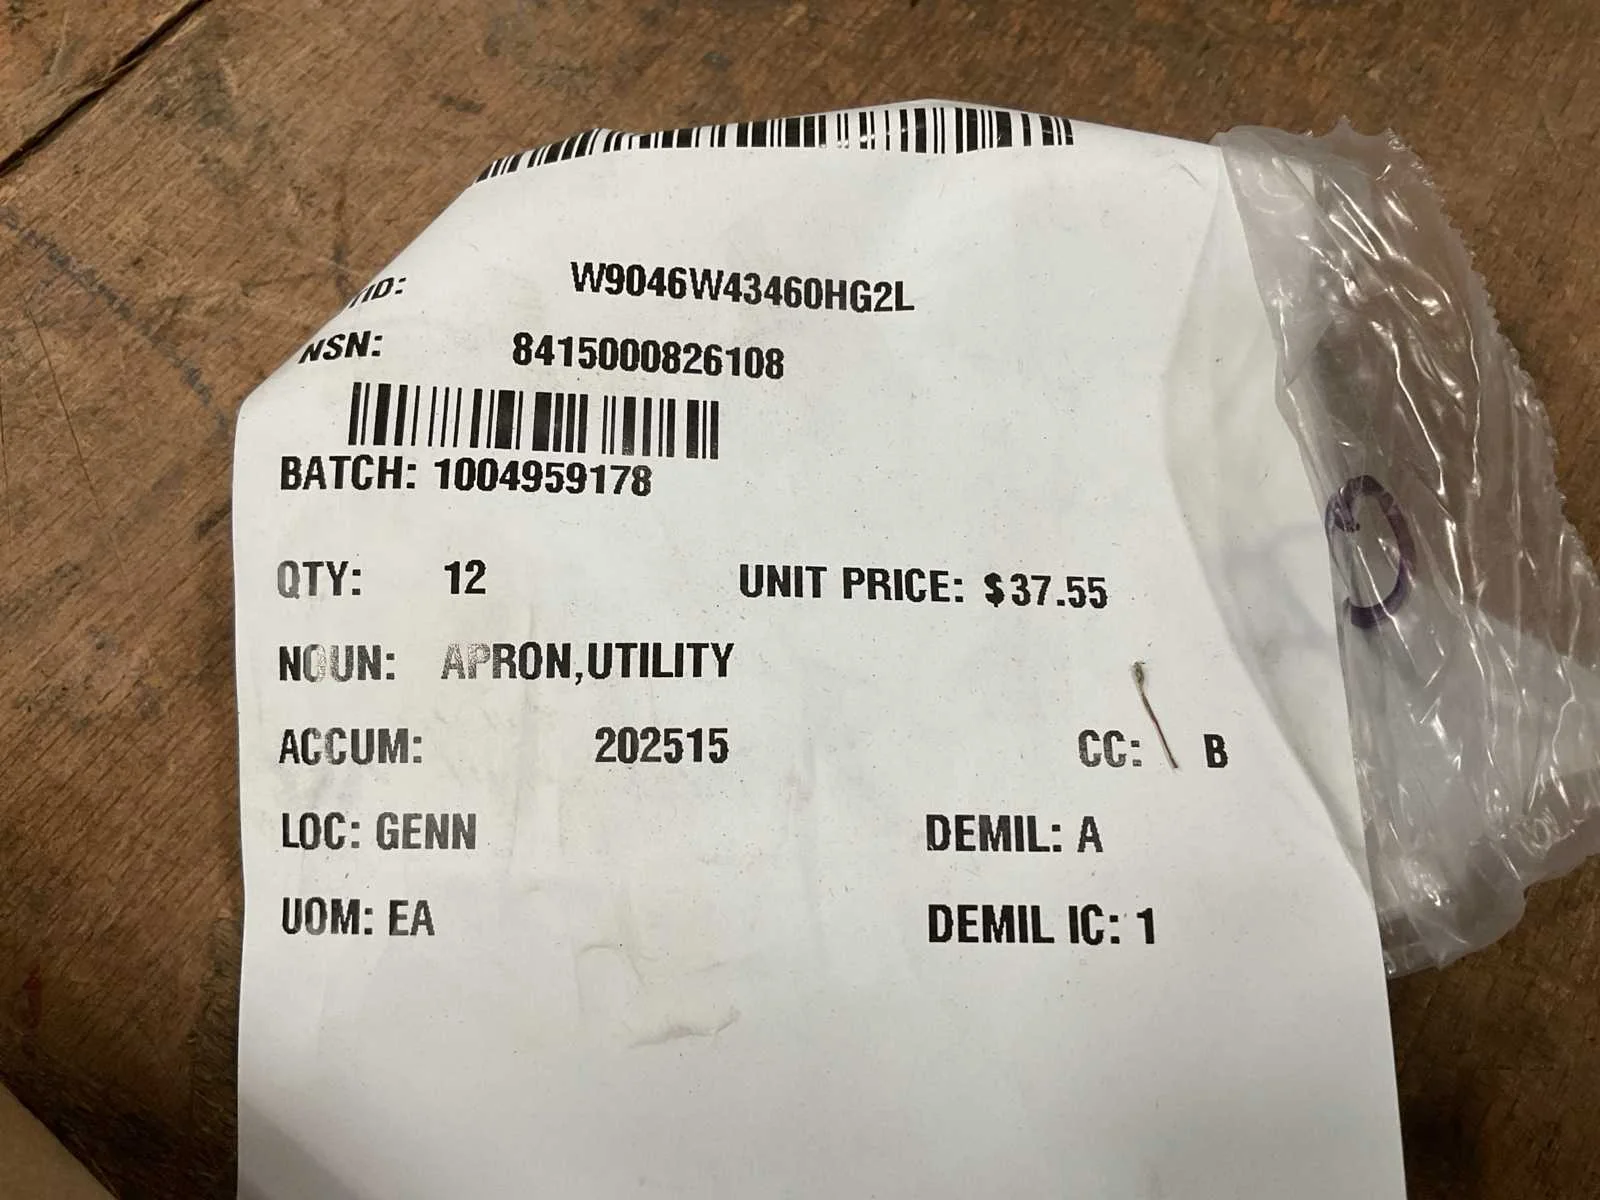 W9046W43460HG2L
NSN: 8415000826108
BATCH: 1004959178
QTY: 12 UNIT PRICE: $37.55
NOUN: APRON,UTILITY
ACCUM: 202515 CC: B
LOC: GENN DEMIL: A
UOM: EA DEMIL IC: 1